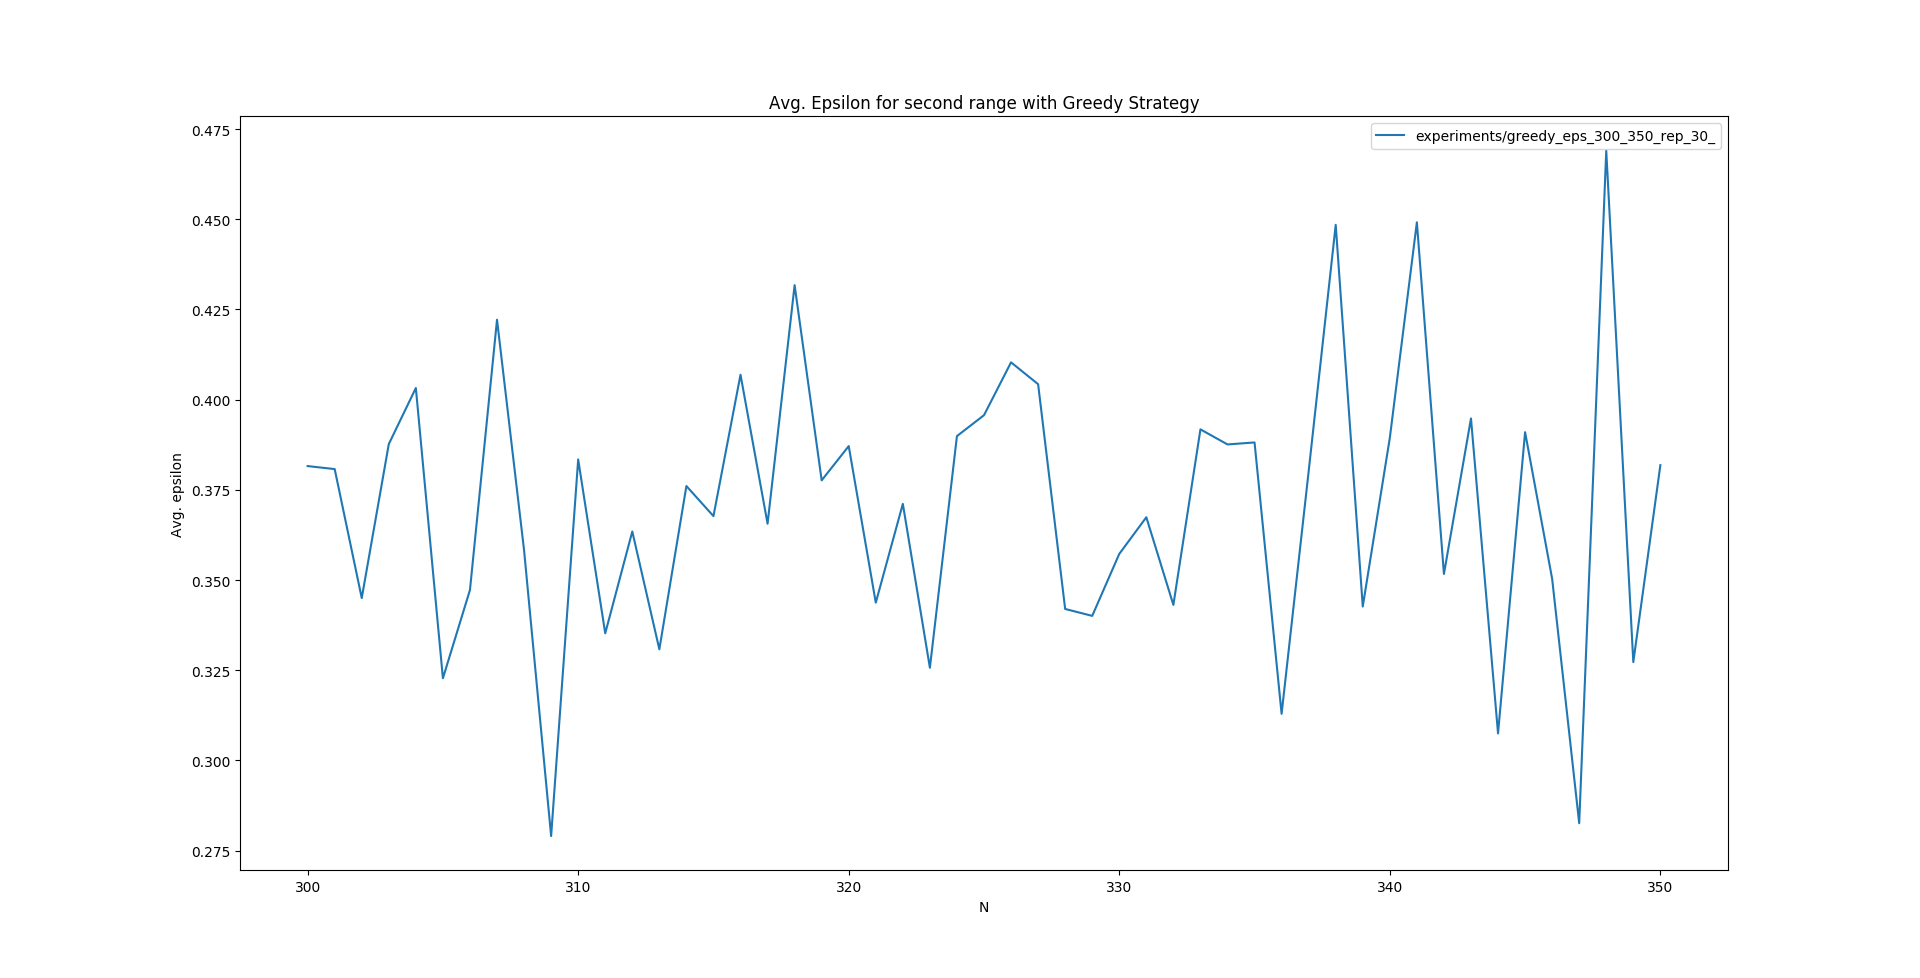 Avg. Epsilon for second range with Greedy Strategy
experiments/greedy_eps_300_350_rep_30_
0.475
0.450
0.425
0.400
0.375
0.350
0.325
0.300
0.275
Avg. epsilon
300 310 320 330 340 350
N